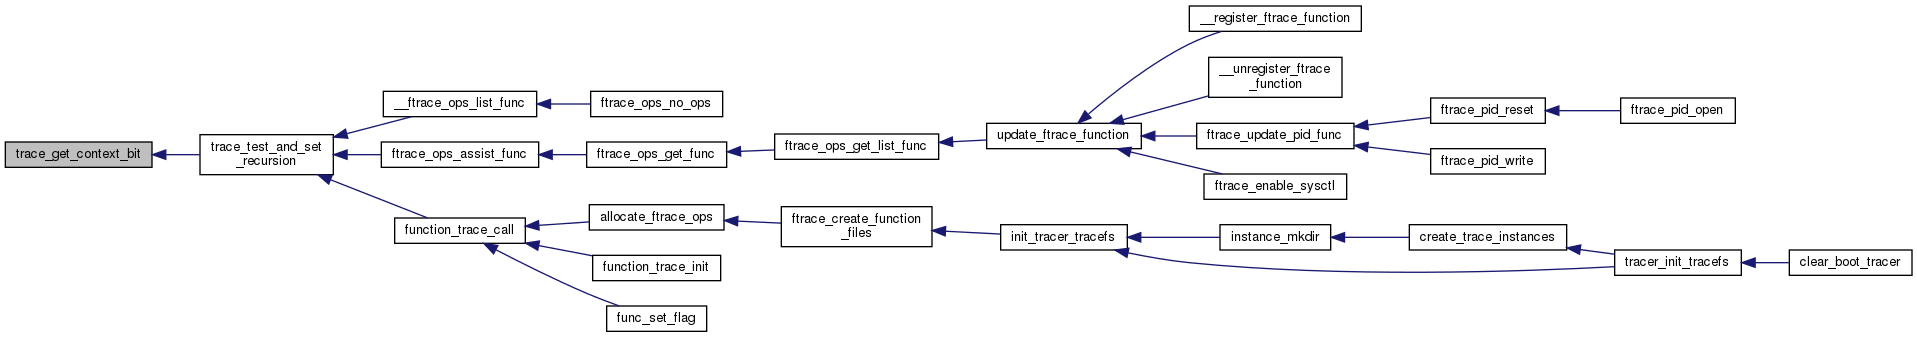 __register_ftrace_function
__unregister_ftrace
_function
__ftrace_ops_list_func
ftrace_ops_no_ops
ftrace_pid_reset
ftrace_pid_open
trace_get_context_bit
trace_test_and_set
_recursion
ftrace_ops_assist_func
ftrace_ops_get_func
ftrace_ops_get_list_func
update_ftrace_function
ftrace_update_pid_func
ftrace_pid_write
ftrace_enable_sysctl
function_trace_call
allocate_ftrace_ops
ftrace_create_function
_files
init_tracer_tracefs
instance_mkdir
create_trace_instances
function_trace_init
tracer_init_tracefs
clear_boot_tracer
func_set_flag